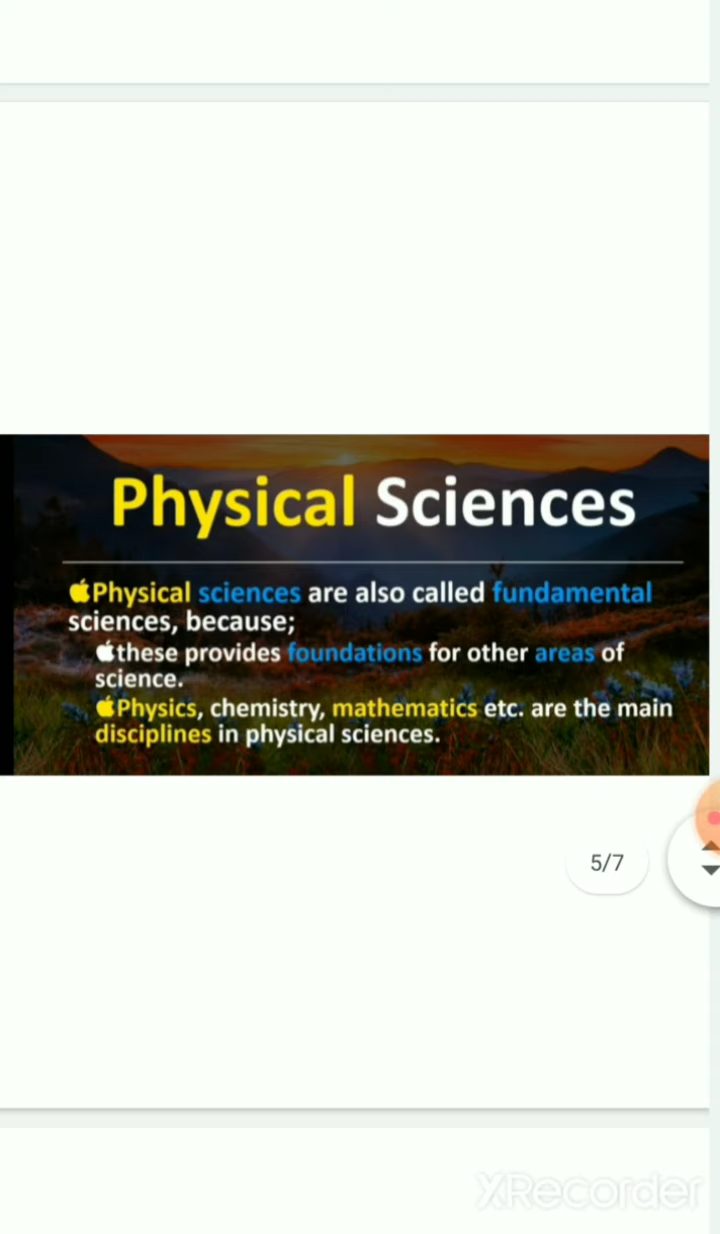 Physical Sciences
Physical sciences are also called fundamental
sciences, because;
these provides foundations for other areas of
science.
Physics, chemistry, mathematics etc. are the main
disciplines in physical sciences.
5/7
XRecorder